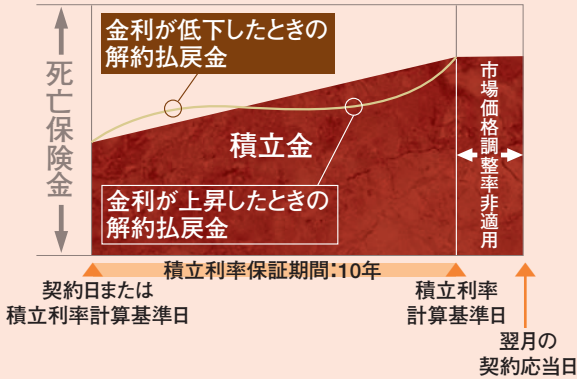 金利が低下したときの
解約払戻金
死亡保険金
積立金
市場価格調整率非適用
金利が上昇したときの
解約払戻金
積立利率保証期間:10年
契約日または
積立利率計算基準日
積立利率
計算基準日
翌月の
契約応当日